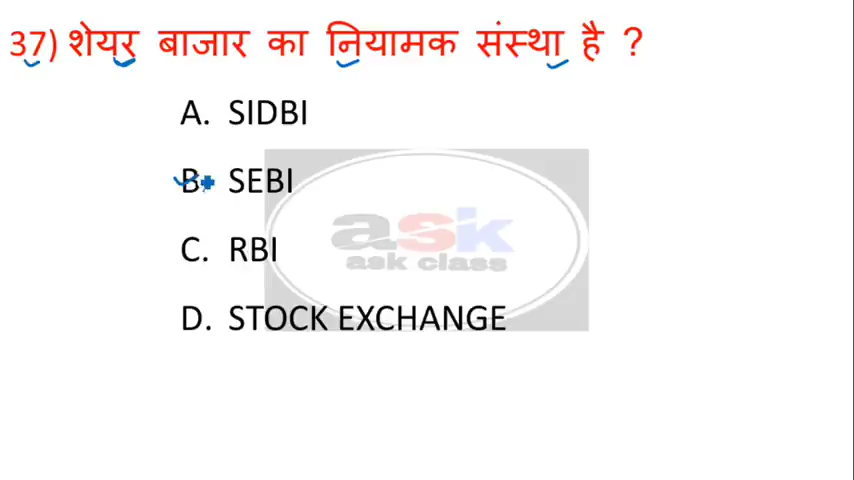 37) शेयर बाजार का नियामक संस्था है ?
A. SIDBI
B. SEBI
C. RBI
D. STOCK EXCHANGE
ask
ask class